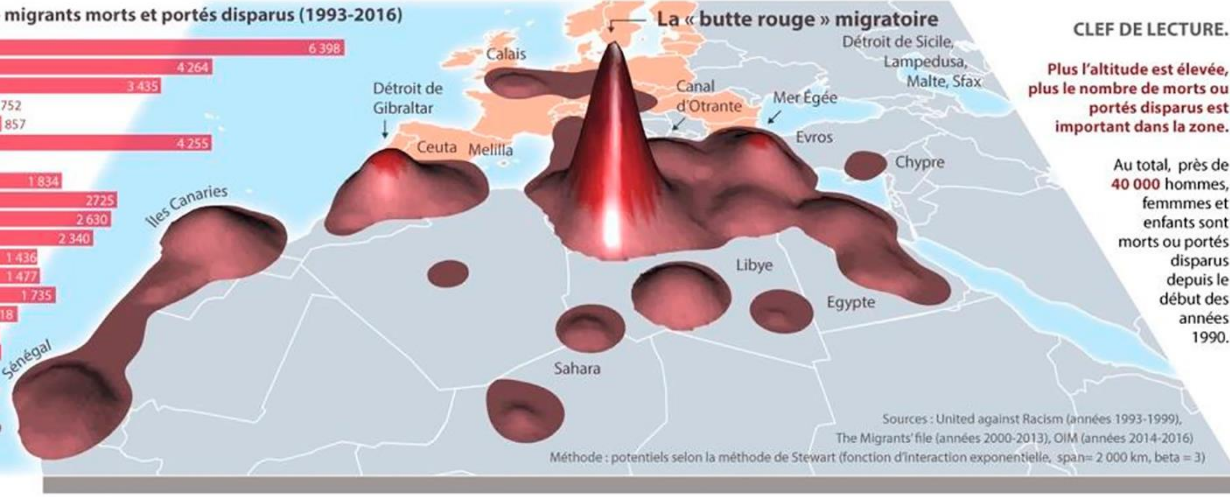 migrants morts et portés disparus (1993-2016)
6 398
4 264
3 435
752
857
4 255
1 834
2725
2 630
2 340
1 436
1 477
1 735
18
La « butte rouge » migratoire
Détroit de Sicile,
Lampedusa,
Malte, Sfax
Calais
Détroit de
Gibraltar
Canal
d'Otrante
Mer Egée
Evros
Ceuta
Melilla
Chypre
Îles Canaries
Libye
Egypte
Sahara
Sénégal
CLEF DE LECTURE.
Plus l'altitude est élevée,
plus le nombre de morts ou
portés disparus est
important dans la zone.
Au total, près de
40 000 hommes,
femmmes et
enfants sont
morts ou portés
disparus
depuis le
début des
années
1990.
Sources : United against Racism (années 1993-1999),
The Migrants' file (années 2000-2013), OIM (années 2014-2016)
Méthode : potentiels selon la méthode de Stewart (fonction d'interaction exponentielle, span= 2 000 km, beta = 3)